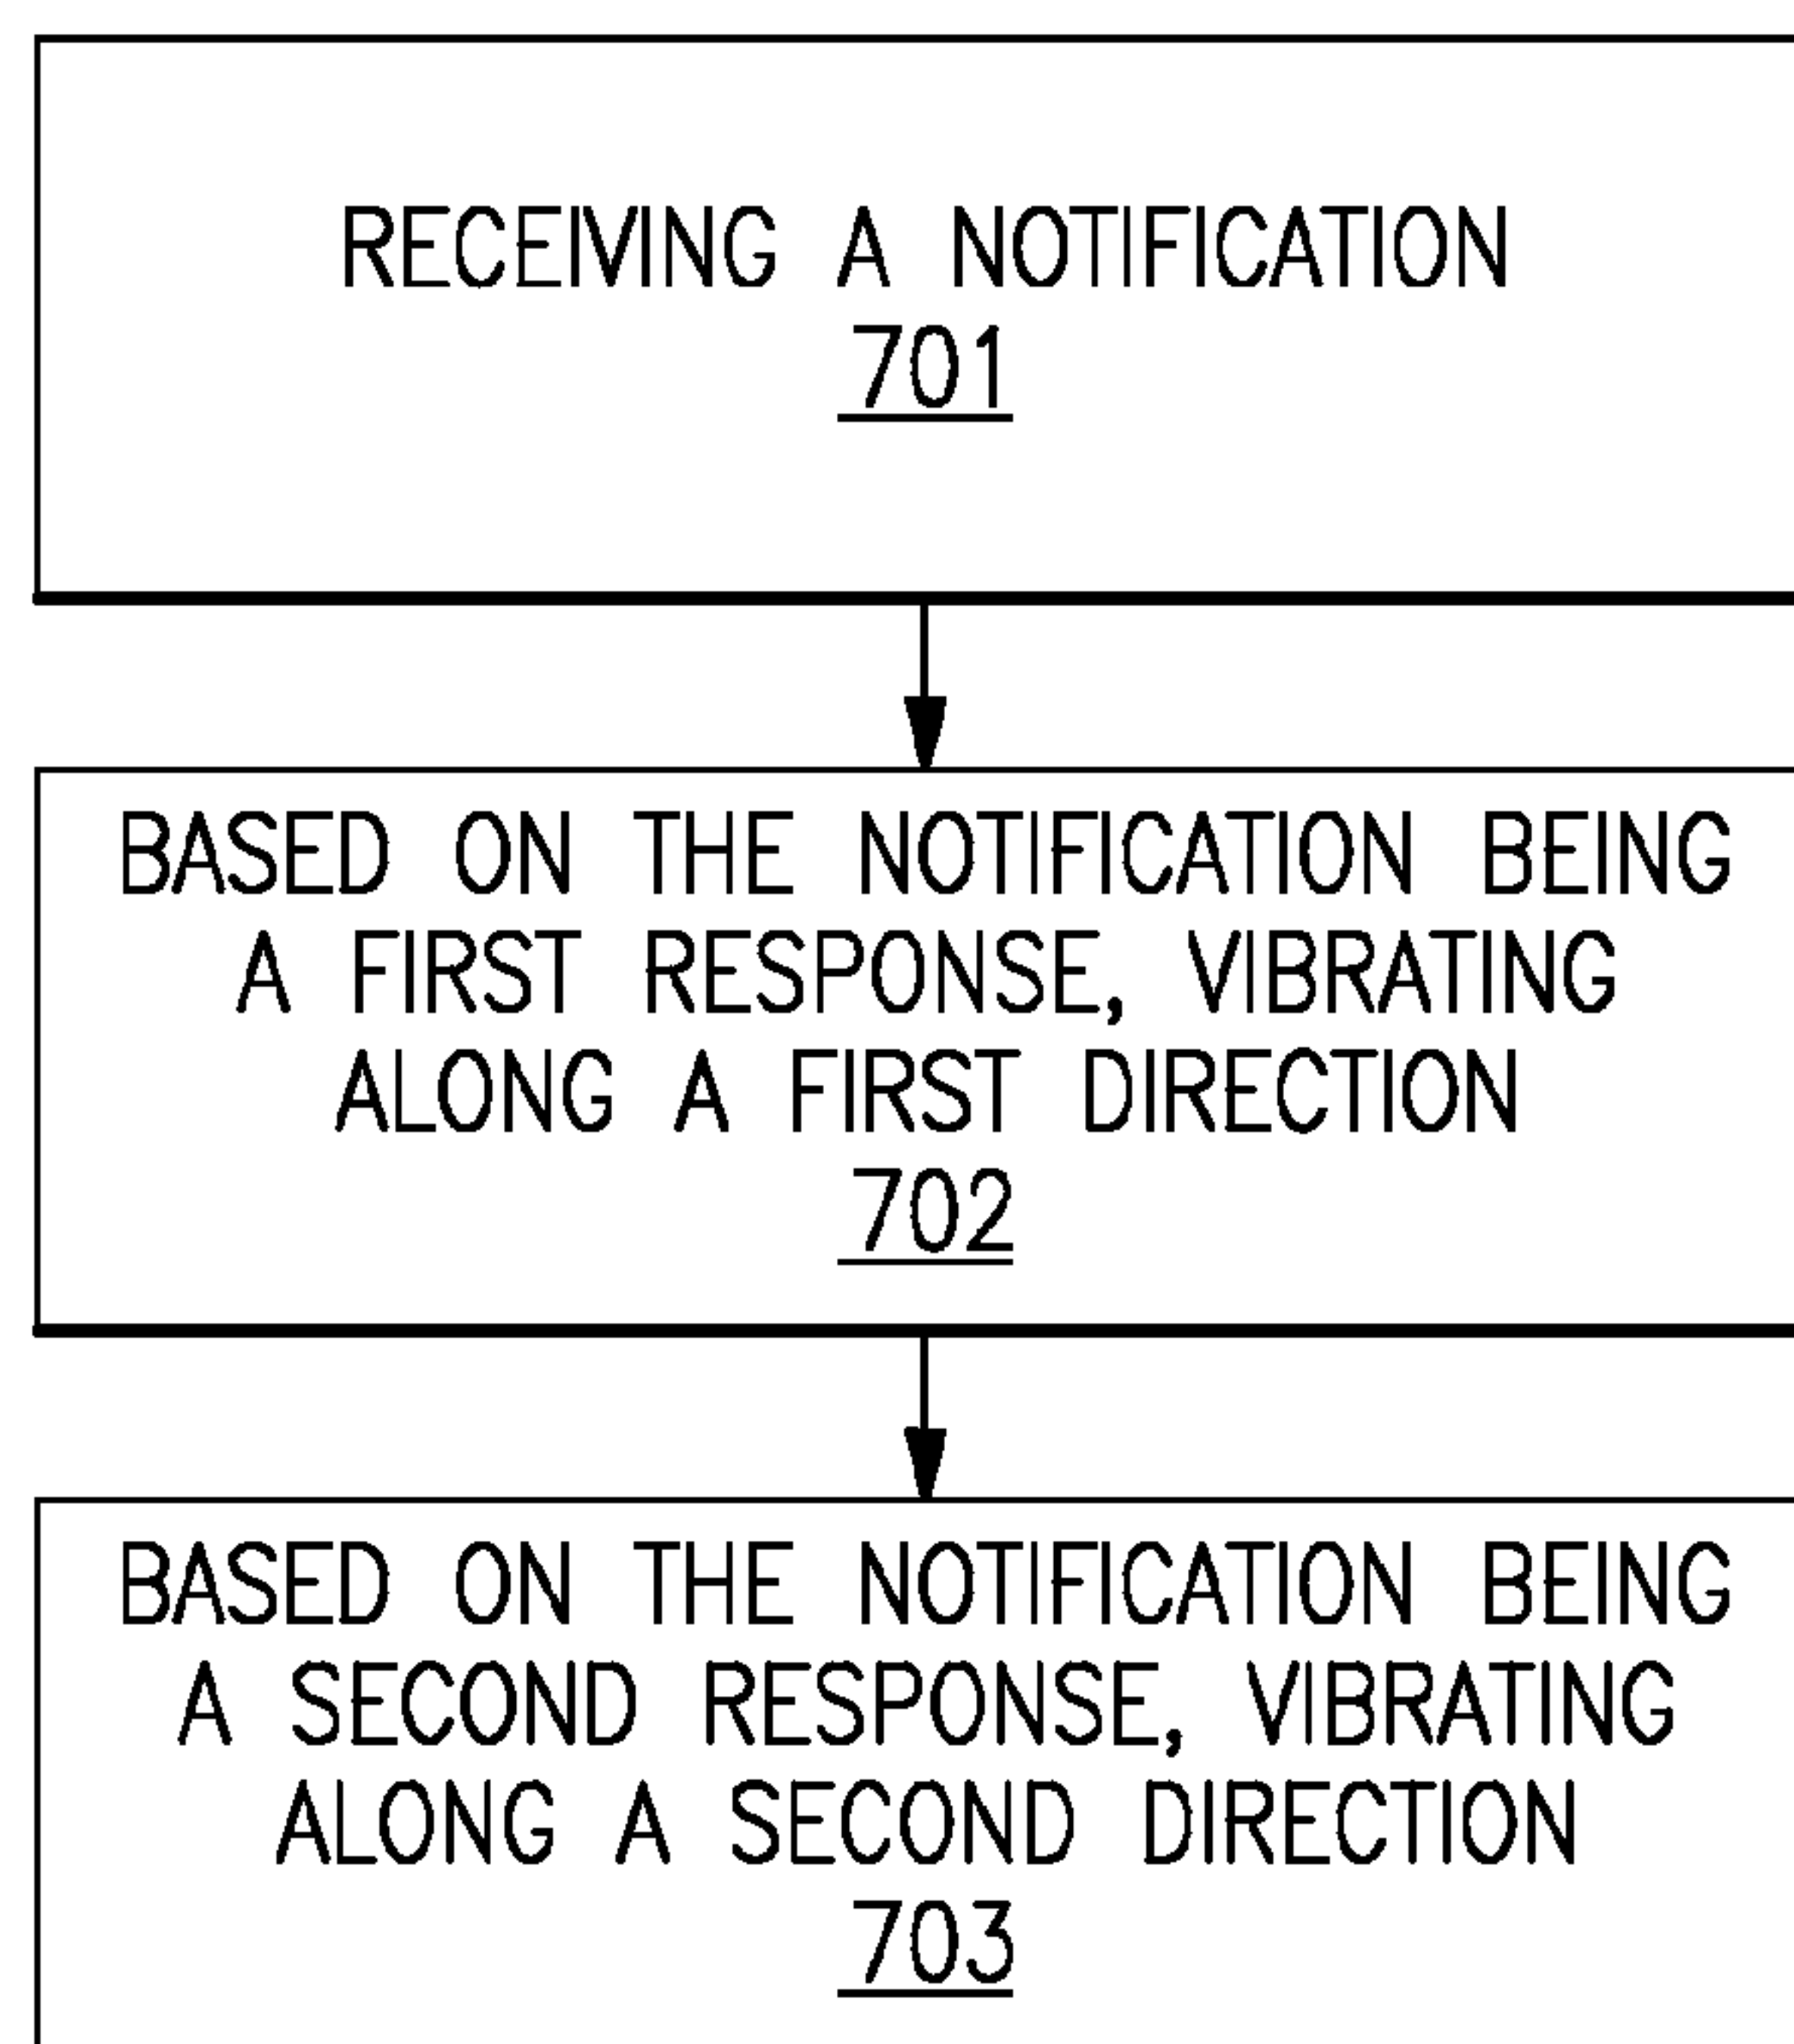 RECEIVING A NOTIFICATION
701
BASED ON THE NOTIFICATION BEING
A FIRST RESPONSE, VIBRATING
ALONG A FIRST DIRECTION
702
BASED ON THE NOTIFICATION BEING
A SECOND RESPONSE, VIBRATING
ALONG A SECOND DIRECTION
703